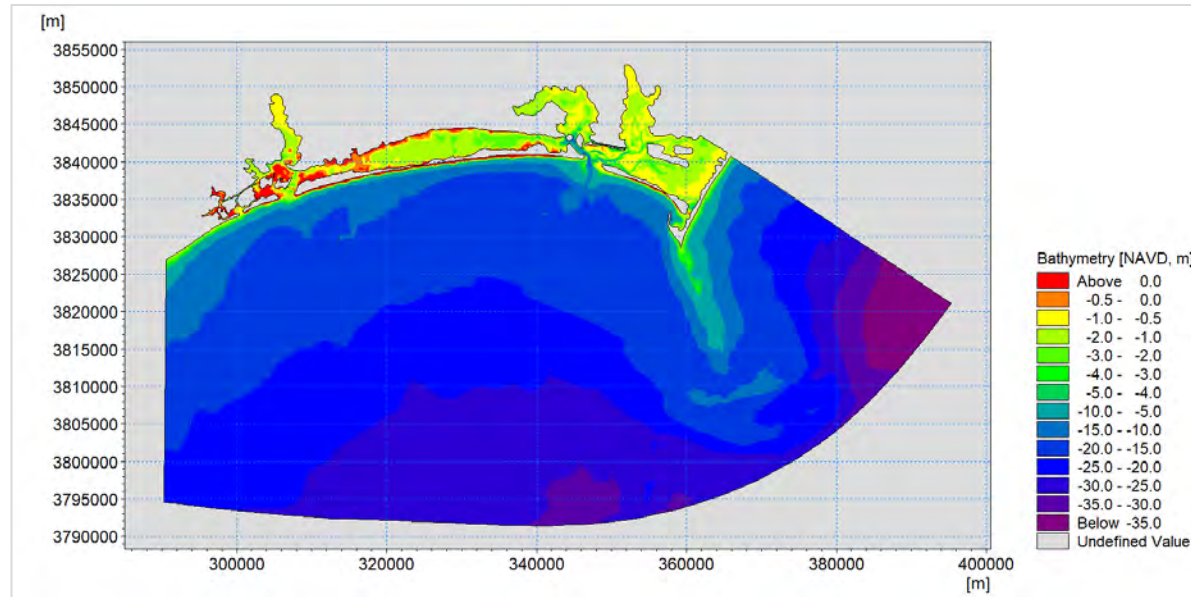 [m]
3855000
3850000
3845000
3840000
3835000
3830000
3825000
3820000
3815000
3810000
3805000
3800000
3795000
3790000
300000 320000 340000 360000 380000 400000
[m]
Bathymetry [NAVD, m]
Above 0.0
-0.5 - 0.0
-1.0 - -0.5
-2.0 - -1.0
-3.0 - -2.0
-4.0 - -3.0
-5.0 - -4.0
-10.0 - -5.0
-15.0 - -10.0
-20.0 - -15.0
-25.0 - -20.0
-30.0 - -25.0
-35.0 - -30.0
Below -35.0
Undefined Value